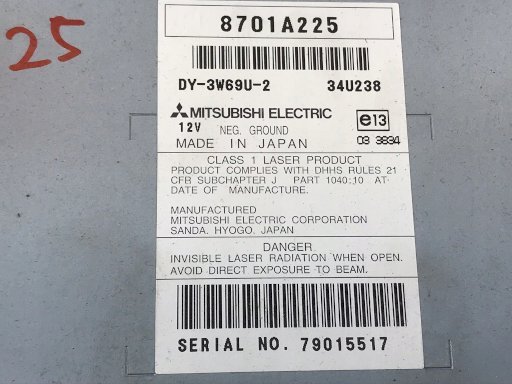 25
8701A225
DY-3W69U-2 34U238
MITSUBISHI ELECTRIC
e13
12V NEG. GROUND
03 3834
MADE IN JAPAN
CLASS 1 LASER PRODUCT
PRODUCT COMPLIES WITH DHHS RULES 21
CFB SUBCHAPTER J PART 1040:10 AT
DATE OF MANUFACTURE.
MANUFACTURED
MITSUBISHI ELECTRIC CORPORATION
SANDA. HYOGO. JAPAN
DANGER
INVISIBLE LASER RADIATION WHEN OPEN.
AVOID DIRECT EXPOSURE TO BEAM.
SERIAL NO. 79015517